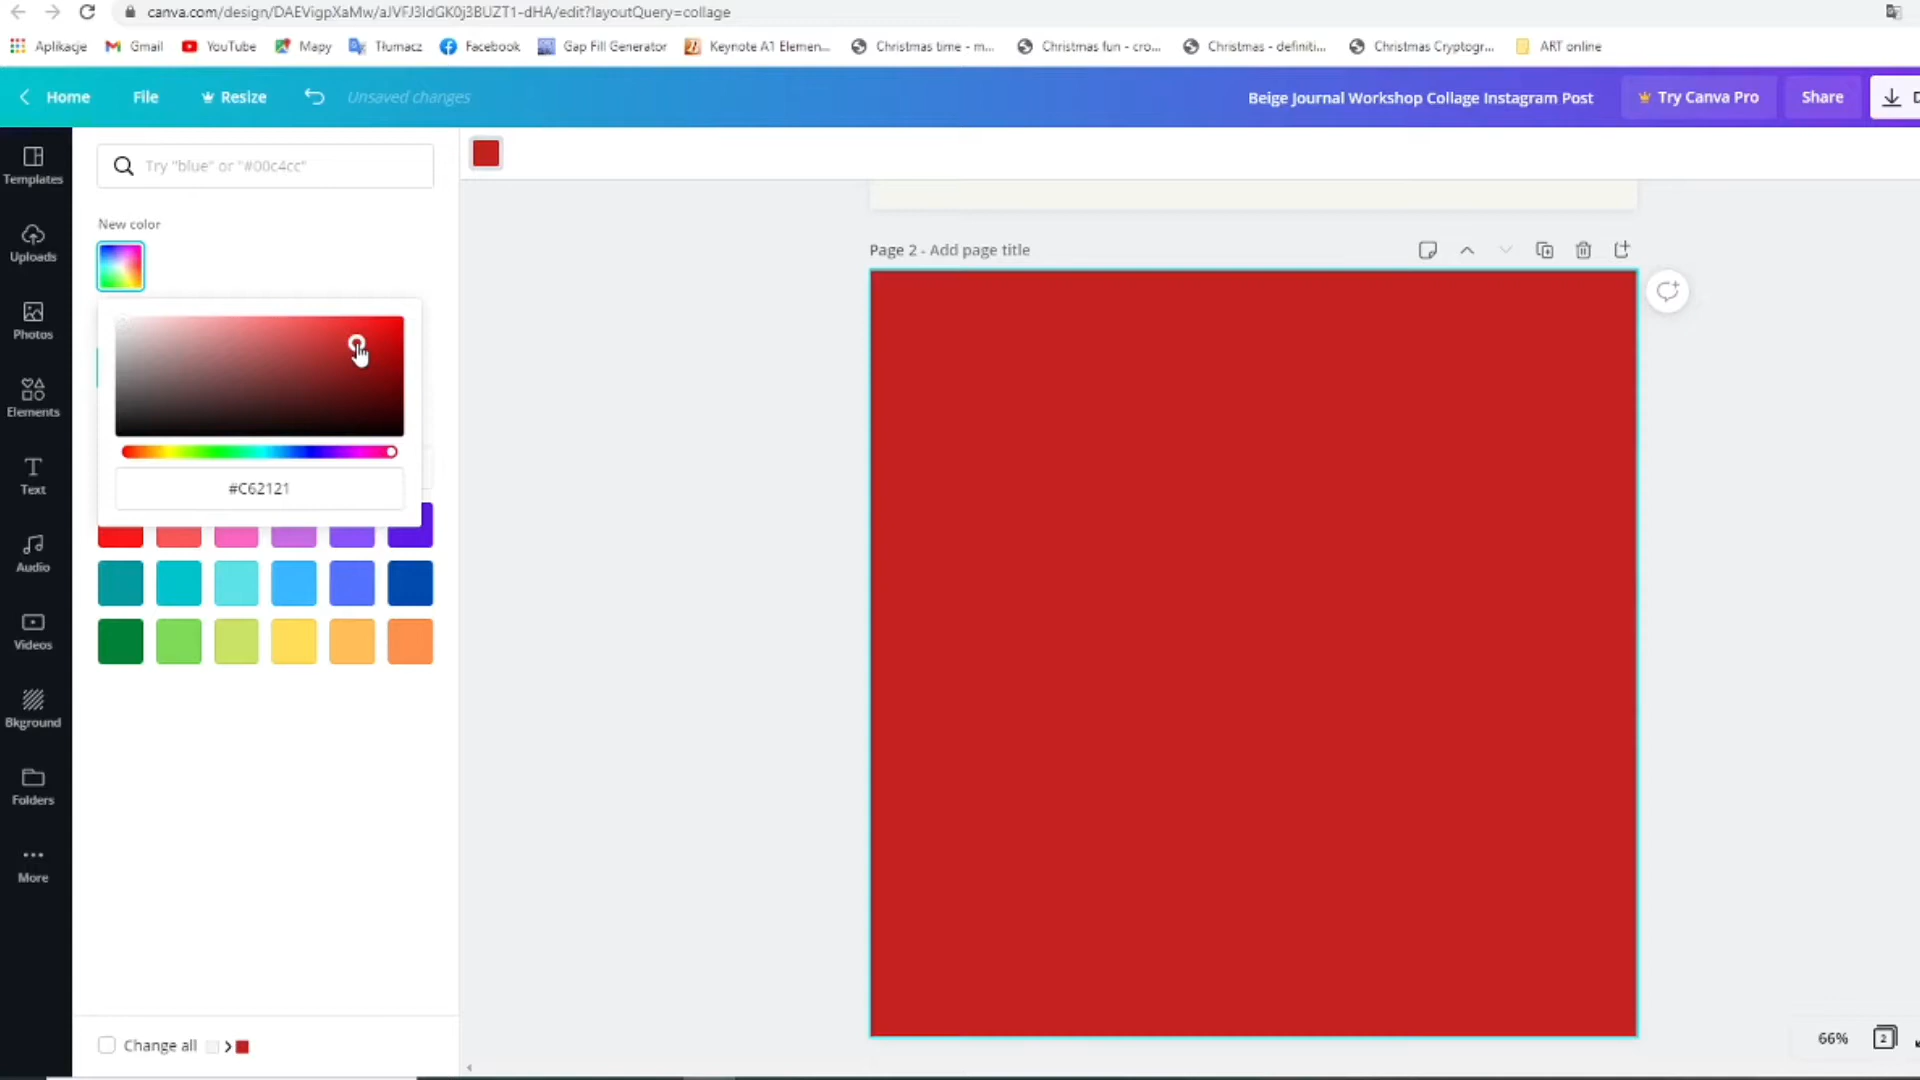 canva.com/design/DAEVigpXaMw/aJVFJ3IdGK0j3BUZT1-dHA/edit?layoutQuery=collage
Aplikacje Gmail YouTube Mapy Tłumacz Facebook Gap Fill Generator Keynote A1 Elemen... Christmas time - m... Christmas fun - cro... Christmas - definiti... Christmas Cryptogr... ART online
Home File Resize Unsaved changes Beige Journal Workshop Collage Instagram Post Try Canva Pro Share
Templates
Uploads
Photos
Elements
Text
Audio
Videos
Bkground
Folders
More
Try "blue" or "#00c4cc"
New color
#C62121
Change all
Page 2 - Add page title
66% 2